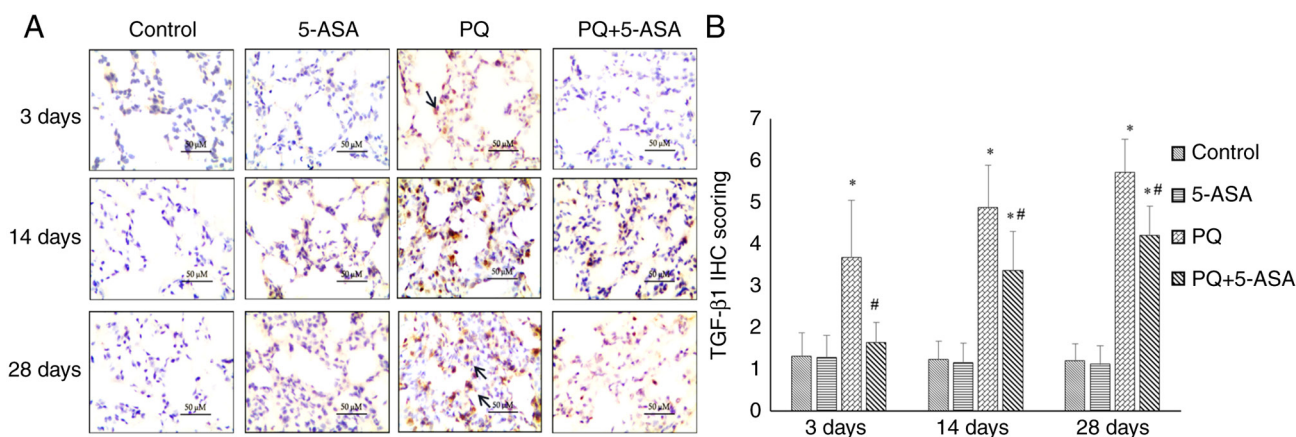 A
Control
5-ASA
PQ
PQ+5-ASA
3 days
50 µM
50 µM
50 µM
50 µM
14 days
50 µM
50 µM
50 µM
50 µM
28 days
50 µM
50 µM
50 µM
50 µM
B
TGF-β1 IHC scoring
7
6
5
4
3
2
1
0
*
#
*
*#
*
*#
3 days
14 days
28 days
Control
5-ASA
PQ
PQ+5-ASA